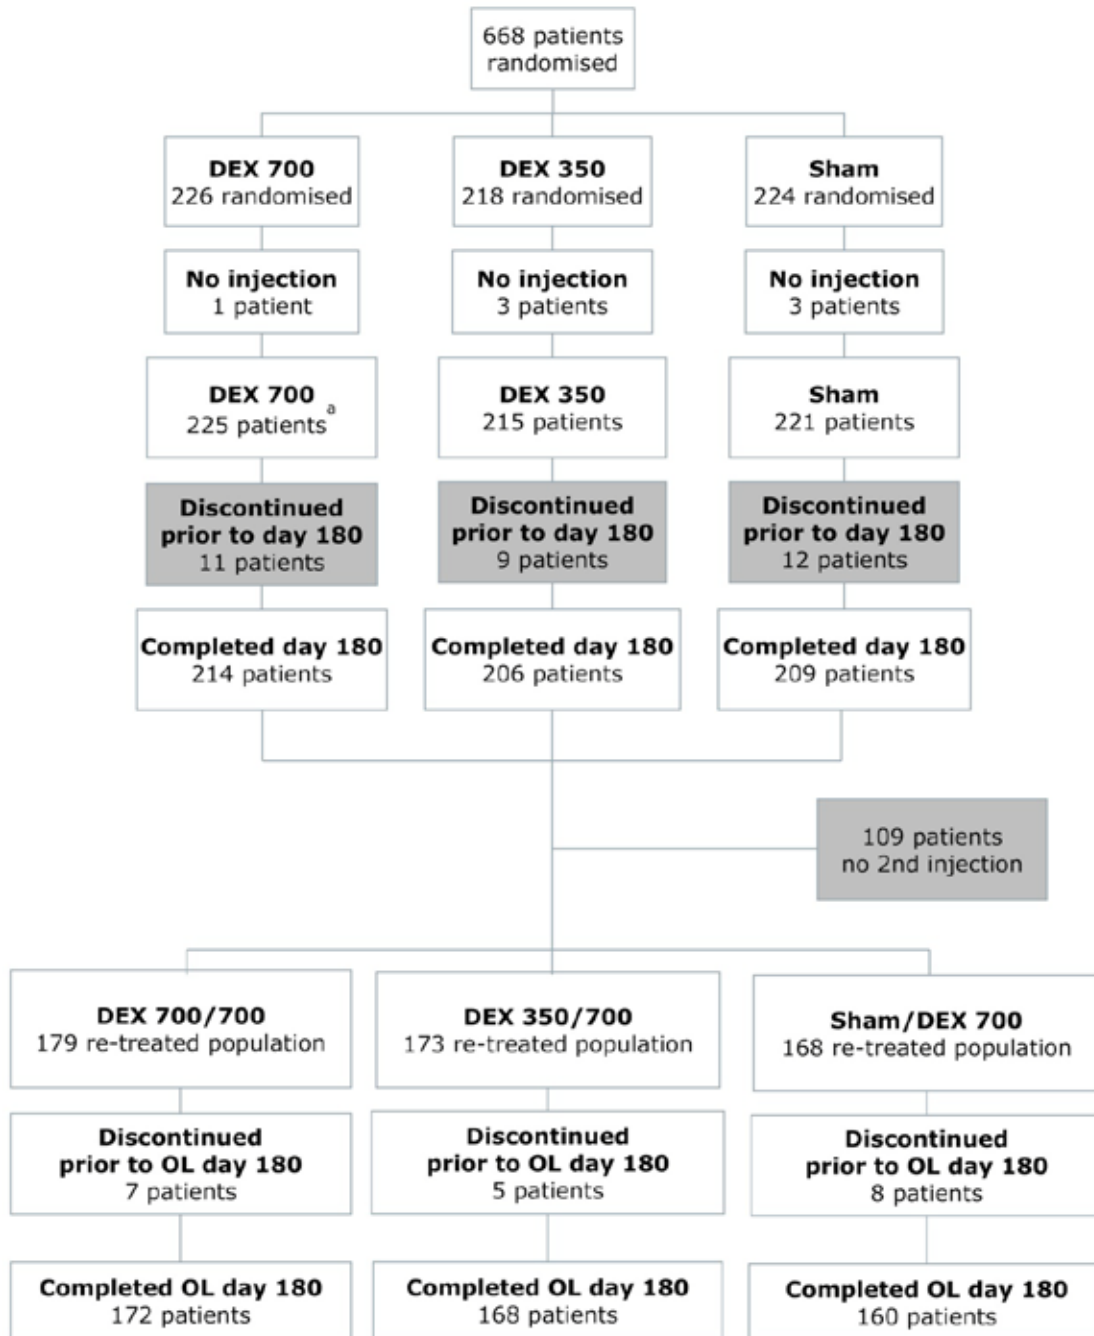 668 patients
randomised
DEX 700
226 randomised
DEX 350
218 randomised
Sham
224 randomised
No injection
1 patient
No injection
3 patients
No injection
3 patients
DEX 700
225 patients a
DEX 350
215 patients
Sham
221 patients
Discontinued
prior to day 180
11 patients
Discontinued
prior to day 180
9 patients
Discontinued
prior to day 180
12 patients
Completed day 180
214 patients
Completed day 180
206 patients
Completed day 180
209 patients
109 patients
no 2nd injection
DEX 700/700
179 re-treated population
DEX 350/700
173 re-treated population
Sham/DEX 700
168 re-treated population
Discontinued
prior to OL day 180
7 patients
Discontinued
prior to OL day 180
5 patients
Discontinued
prior to OL day 180
8 patients
Completed OL day 180
172 patients
Completed OL day 180
168 patients
Completed OL day 180
160 patients